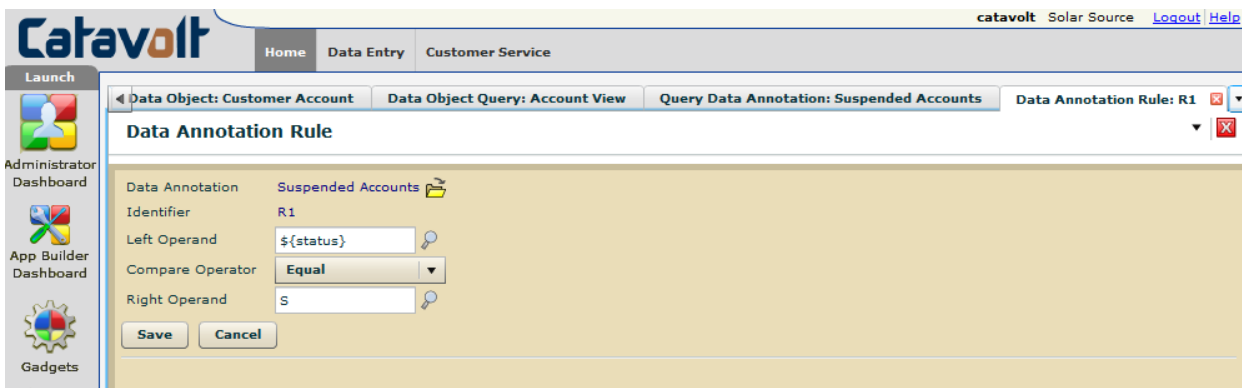 catavolt Solar Source Logout Help
Catavolt
Home Data Entry Customer Service
Launch
Data Object: Customer Account Data Object Query: Account View Query Data Annotation: Suspended Accounts Data Annotation Rule: R1
Data Annotation Rule
Administrator
Dashboard
Data Annotation Suspended Accounts
Identifier R1
Left Operand ${status}
App Builder
Dashboard
Compare Operator Equal
Right Operand S
Save Cancel
Gadgets